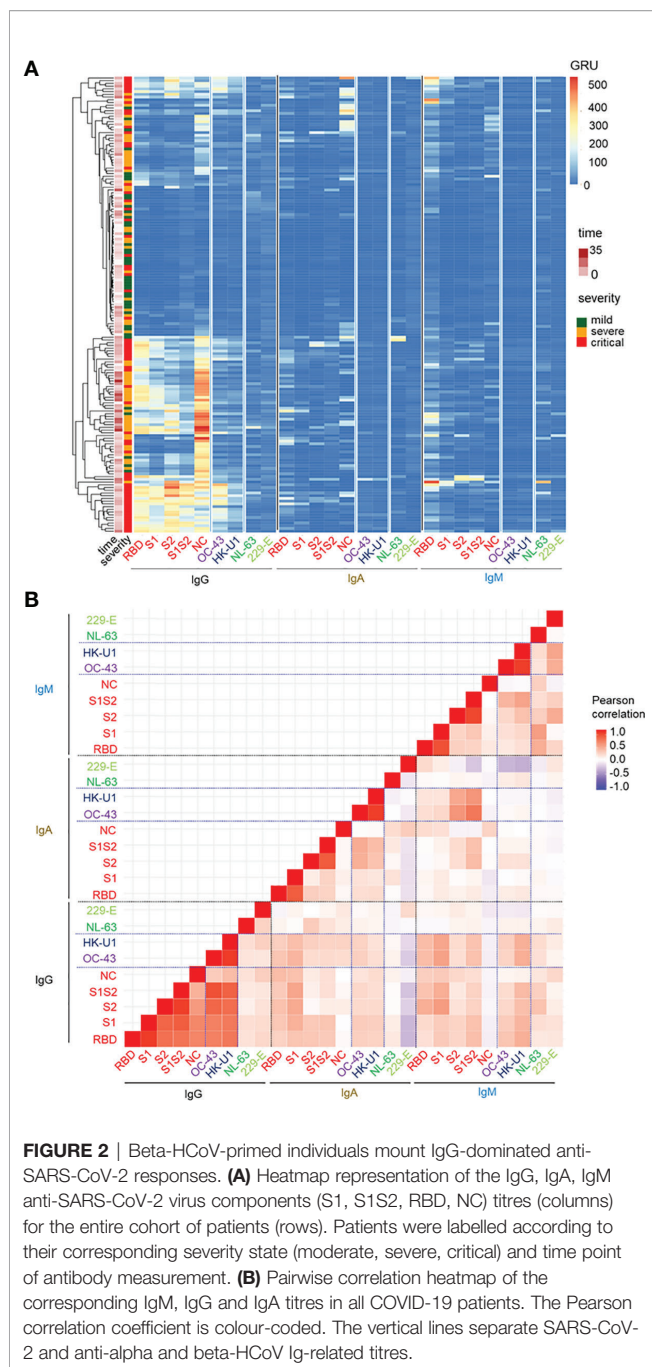 A
GRU
500
400
300
200
100
0
time
35
0
severity
mild
severe
critical
time
severity
RBD
S1
S2
S1S2
NC
OC-43
HK-U1
NL-63
229-E
RBD
S1
S2
S1S2
NC
OC-43
HK-U1
NL-63
229-E
RBD
S1
S2
S1S2
NC
OC-43
HK-U1
NL-63
229-E
IgG
IgA
IgM
B
229-E
NL-63
HK-U1
OC-43
NC
S1S2
S2
S1
RBD
IgM
229-E
NL-63
HK-U1
OC-43
NC
S1S2
S2
S1
RBD
IgA
229-E
NL-63
HK-U1
OC-43
NC
S1S2
S2
S1
RBD
IgG
Pearson
correlation
1.0
0.5
0.0
-0.5
-1.0
RBD
S1
S2
S1S2
NC
OC-43
HK-U1
NL-63
229-E
RBD
S1
S2
S1S2
NC
OC-43
HK-U1
NL-63
229-E
RBD
S1
S2
S1S2
NC
OC-43
HK-U1
NL-63
229-E
IgG
IgA
IgM
FIGURE 2 | Beta-HCoV-primed individuals mount IgG-dominated anti-
SARS-CoV-2 responses. (A) Heatmap representation of the IgG, IgA, IgM
anti-SARS-CoV-2 virus components (S1, S1S2, RBD, NC) titres (columns)
for the entire cohort of patients (rows). Patients were labelled according to
their corresponding severity state (moderate, severe, critical) and time point
of antibody measurement. (B) Pairwise correlation heatmap of the
corresponding IgM, IgG and IgA titres in all COVID-19 patients. The Pearson
correlation coefficient is colour-coded. The vertical lines separate SARS-CoV-
2 and anti-alpha and beta-HCoV Ig-related titres.